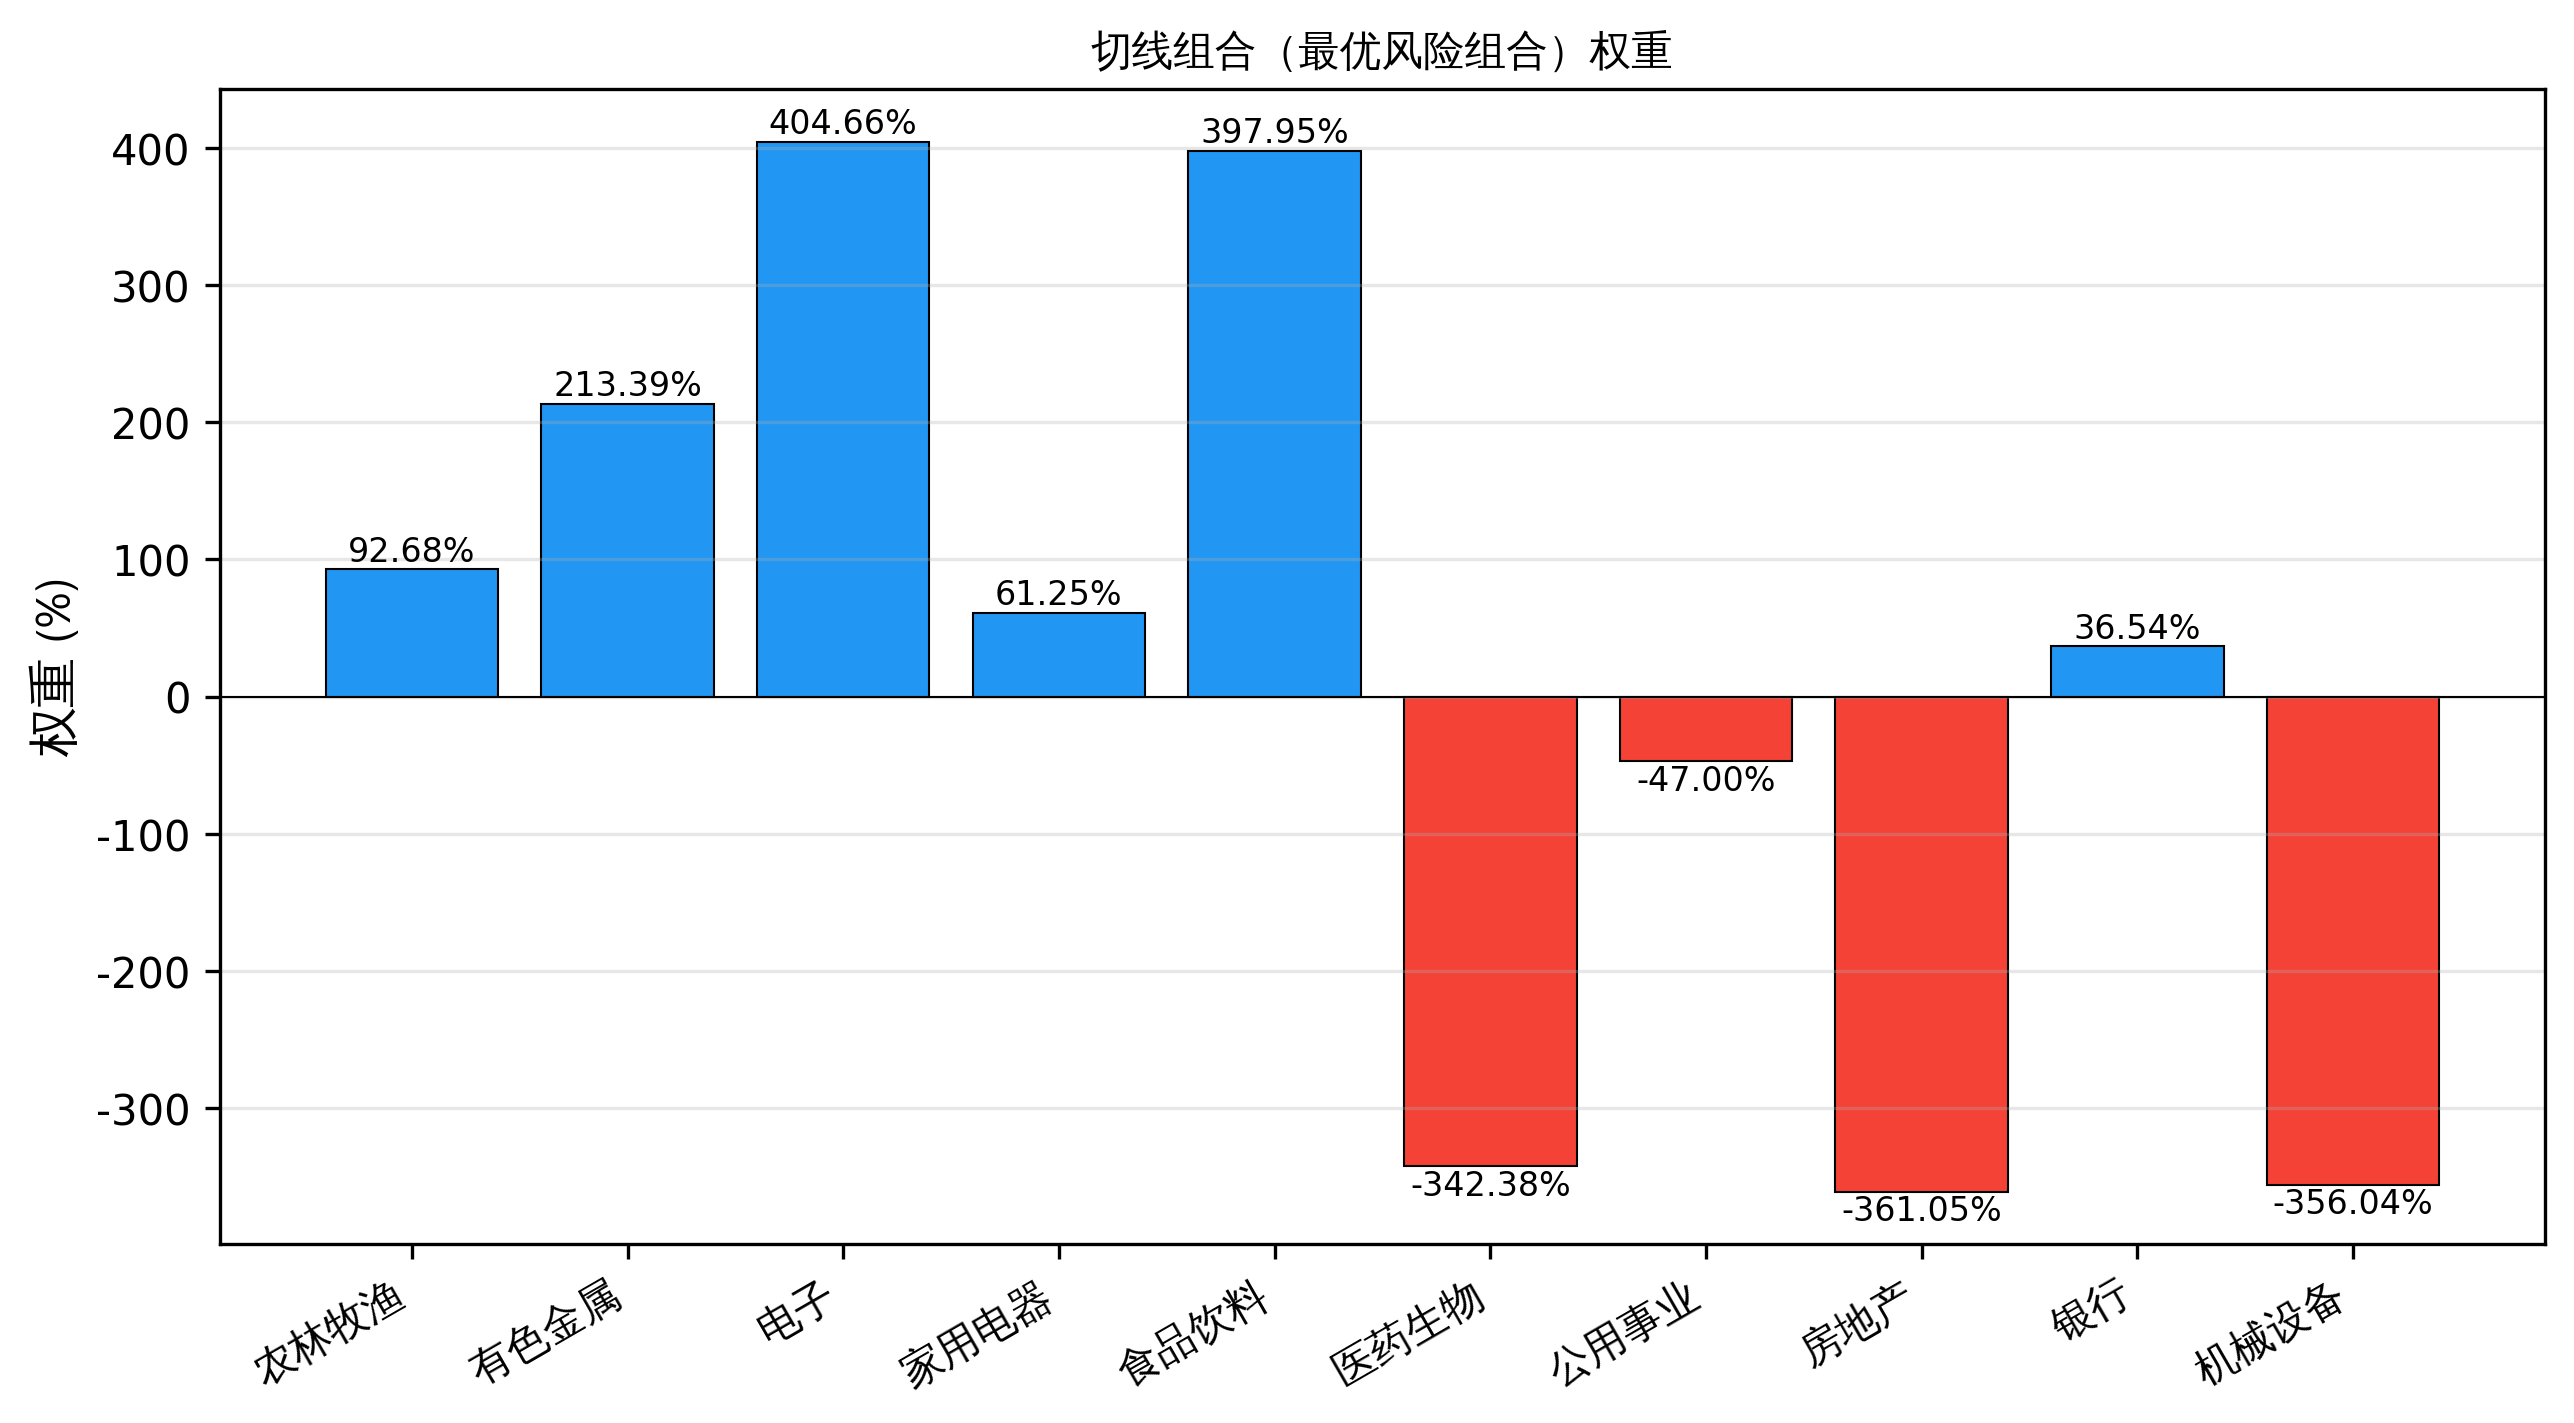 切线组合（最优风险组合）权重
权重 (%)
400
300
200
100
0
-100
-200
-300
92.68%
213.39%
404.66%
61.25%
397.95%
-342.38%
-47.00%
-361.05%
36.54%
-356.04%
农林牧渔
有色金属
电子
家用电器
食品饮料
医药生物
公用事业
房地产
银行
机械设备